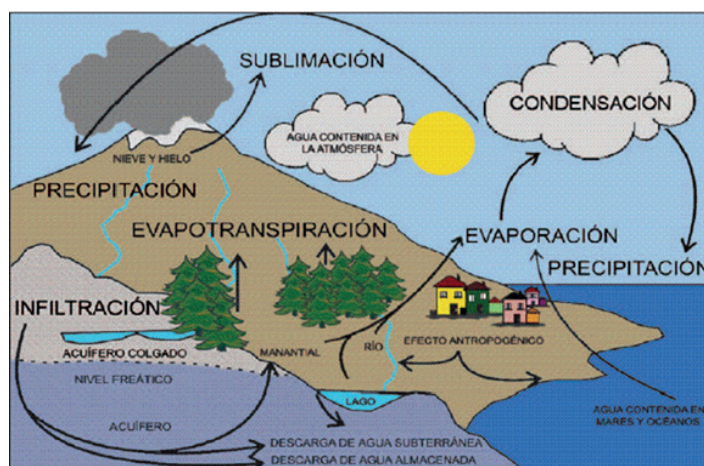 SUBLIMACIÓN
CONDENSACIÓN
AGUA CONTENIDA EN
LA ATMÓSFERA
NIEVE Y HIELO
PRECIPITACIÓN
EVAPOTRANSPIRACIÓN
EVAPORACIÓN
PRECIPITACIÓN
INFILTRACIÓN
ACUÍFERO COLGADO
MANANTIAL
RÍO
EFECTO ANTROPOGÉNICO
NIVEL FREÁTICO
LAGO
AGUA CONTENIDA EN
MARES Y OCÉANOS
ACUÍFERO
DESCARGA DE AGUA SUBTERRÁNEA
DESCARGA DE AGUA ALMACENADA